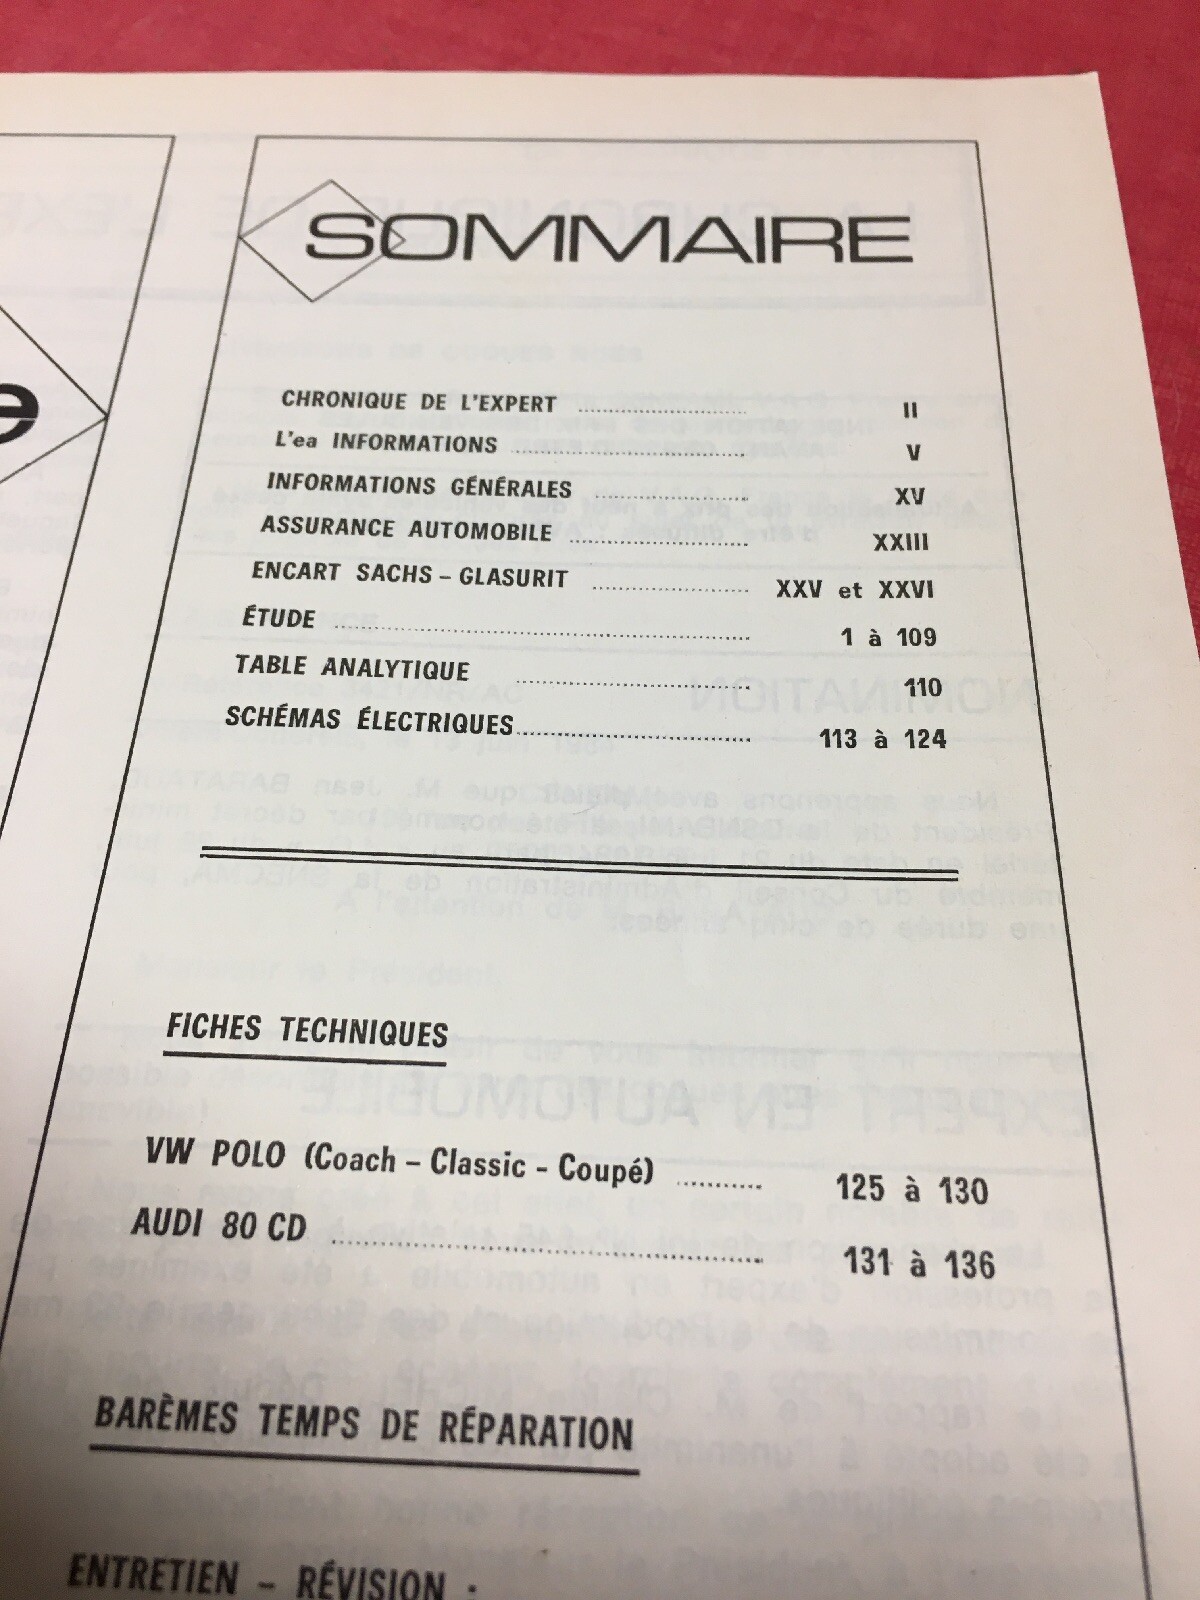 SOMMAIRE
CHRONIQUE DE L'EXPERT .......... II
L'ea INFORMATIONS .......... V
INFORMATIONS GÉNÉRALES .......... XV
ASSURANCE AUTOMOBILE .......... XXIII
ENCART SACHS – GLASURIT .......... XXV et XXVI
ÉTUDE .......... 1 à 109
TABLE ANALYTIQUE .......... 110
SCHÉMAS ÉLECTRIQUES .......... 113 à 124
FICHES TECHNIQUES
VW POLO (Coach – Classic - Coupé) .......... 125 à 130
AUDI 80 CD .......... 131 à 136
BARÈMES TEMPS DE RÉPARATION
ENTRETIEN – RÉVISION :